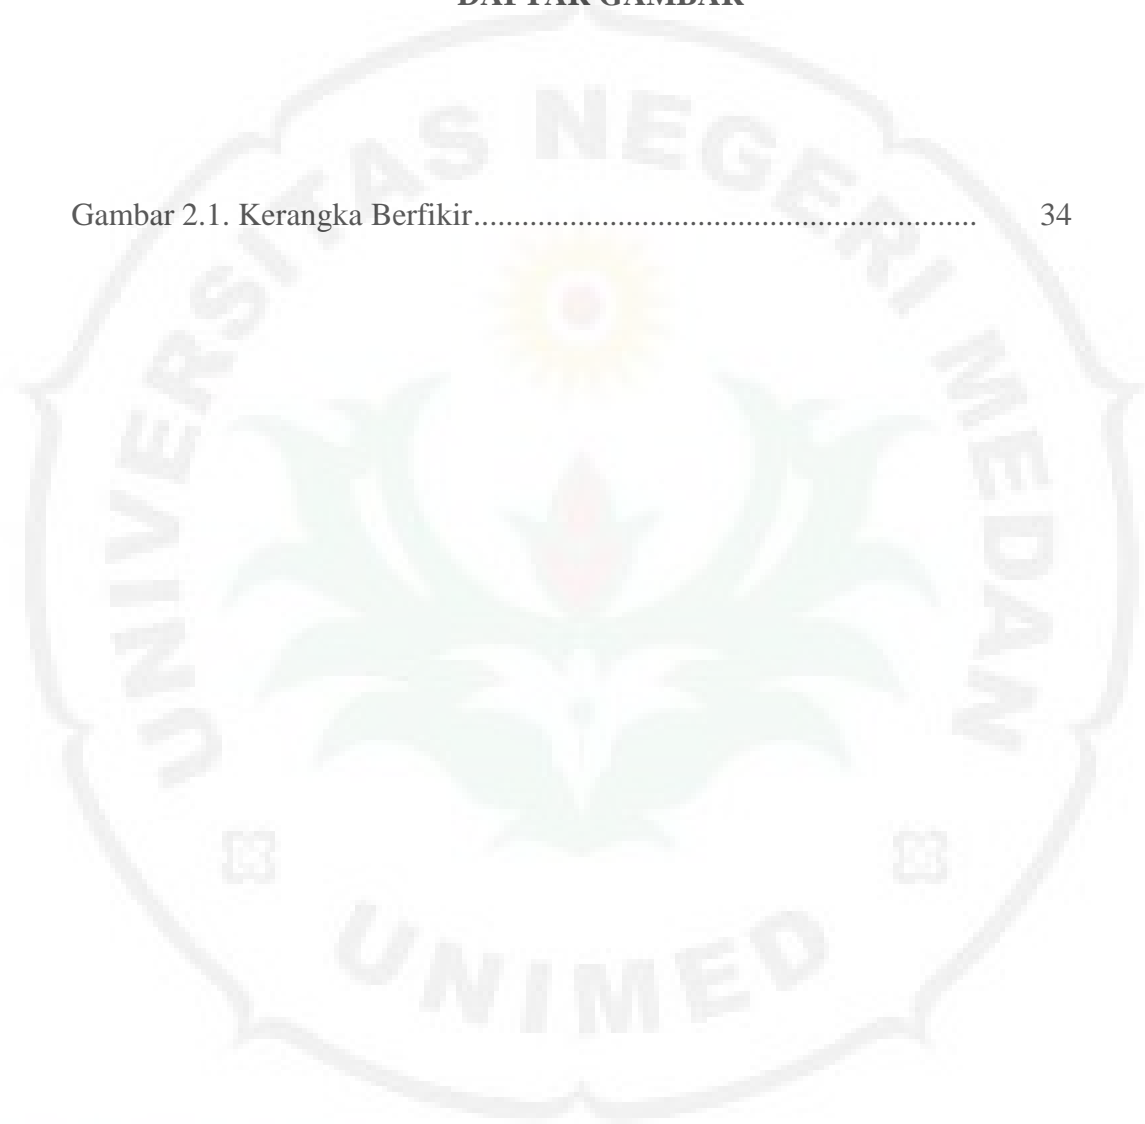 DAFTAR GAMBAR
Gambar 2.1. Kerangka Berfikir..................................................... 34
UNIVERSITAS NEGERI MEDAN
UNIMED